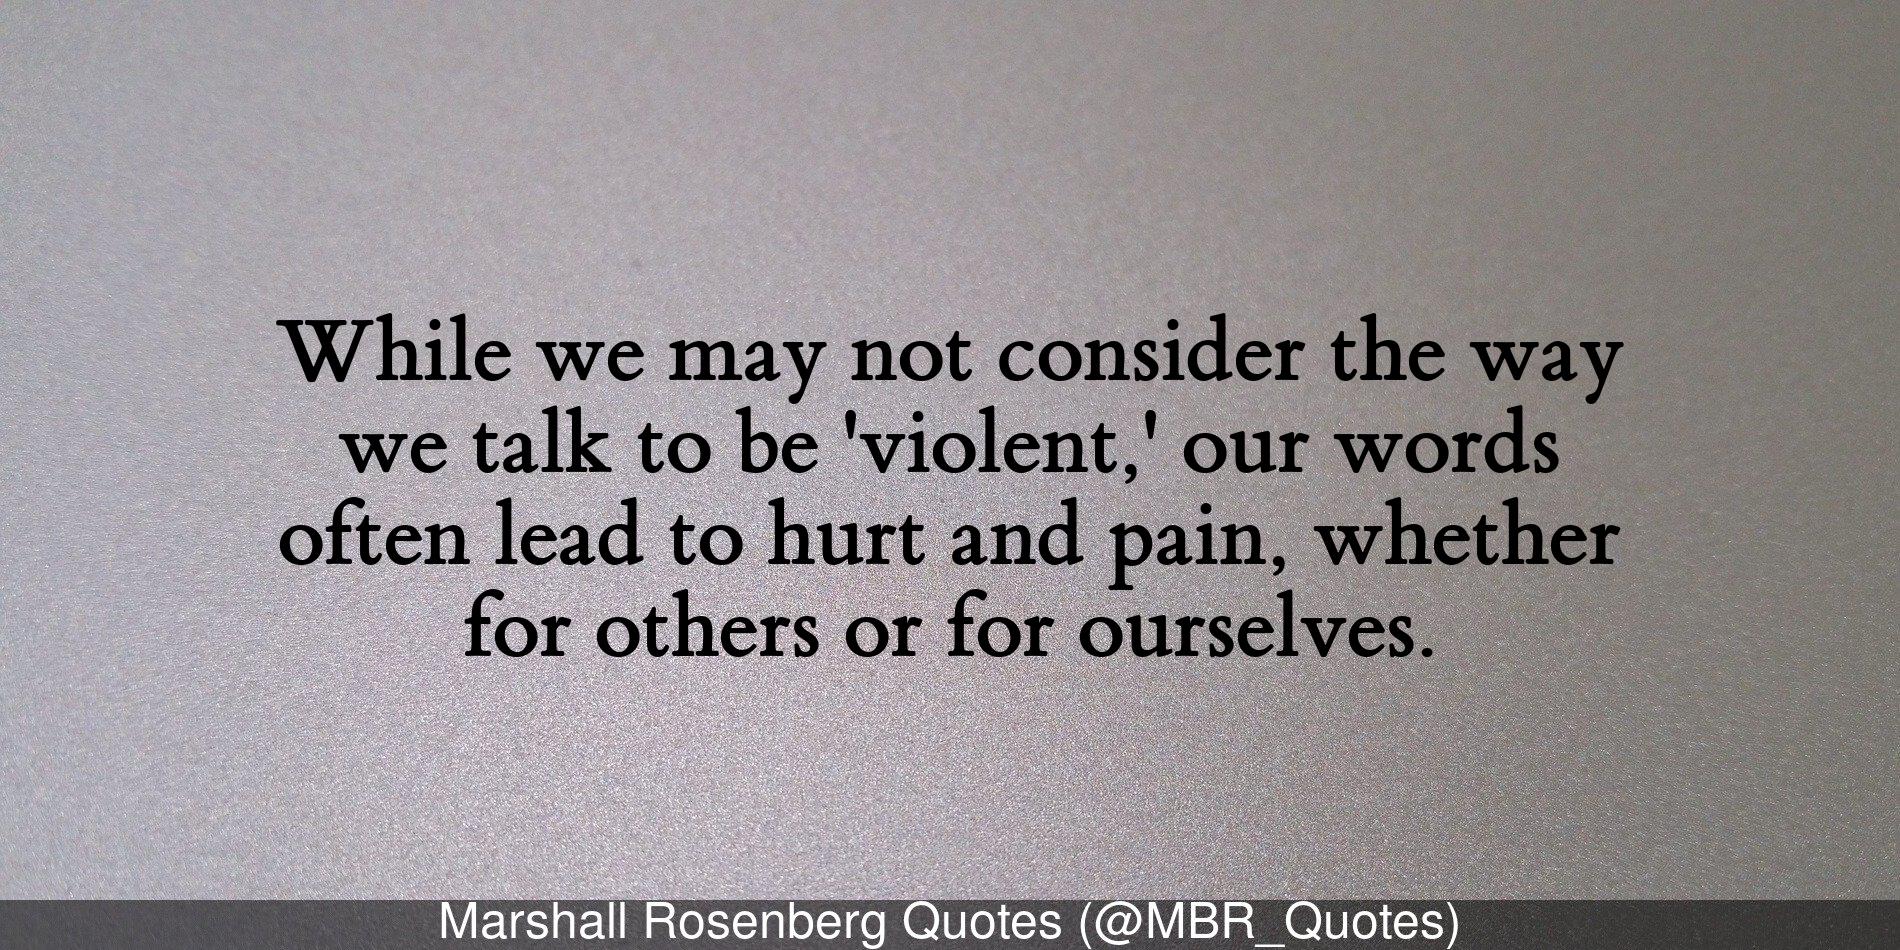 While we may not consider the way
we talk to be 'violent,' our words
often lead to hurt and pain, whether
for others or for ourselves.
Marshall Rosenberg Quotes (@MBR_Quotes)